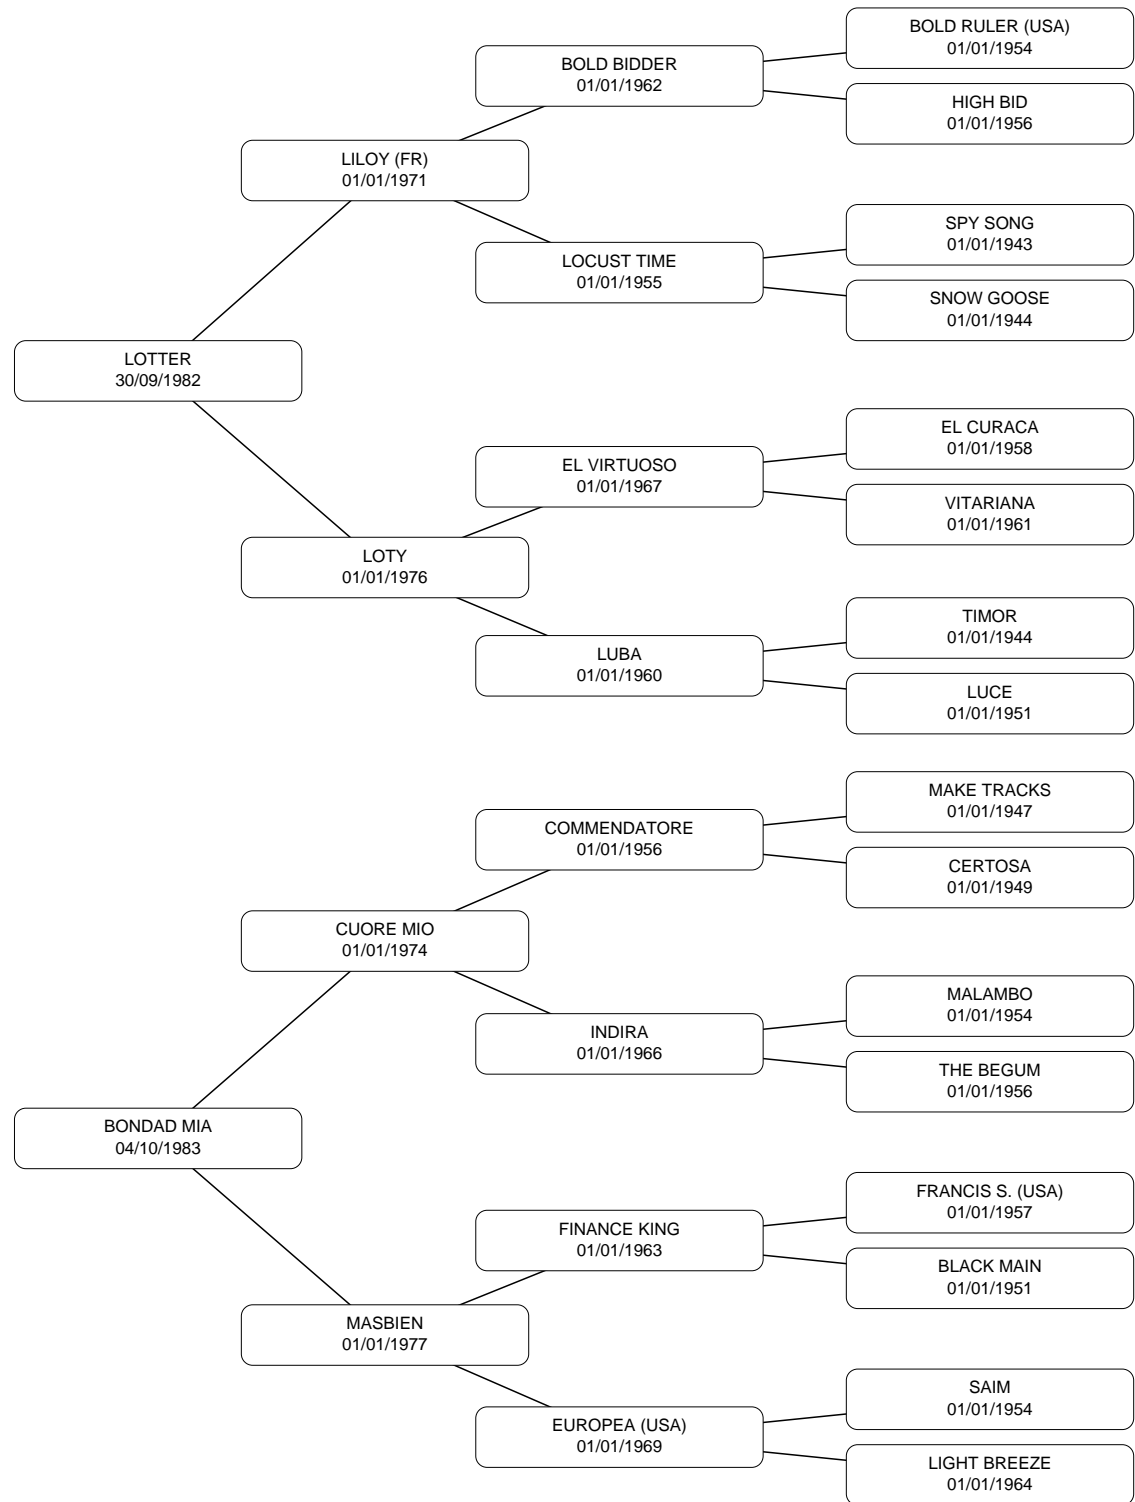 BOLD RULER (USA)
01/01/1954
BOLD BIDDER
01/01/1962
HIGH BID
01/01/1956
LILOY (FR)
01/01/1971
SPY SONG
01/01/1943
LOCUST TIME
01/01/1955
SNOW GOOSE
01/01/1944
LOTTER
30/09/1982
EL CURACA
01/01/1958
EL VIRTUOSO
01/01/1967
VITARIANA
01/01/1961
LOTY
01/01/1976
TIMOR
01/01/1944
LUBA
01/01/1960
LUCE
01/01/1951
MAKE TRACKS
01/01/1947
COMMENDATORE
01/01/1956
CERTOSA
01/01/1949
CUORE MIO
01/01/1974
MALAMBO
01/01/1954
INDIRA
01/01/1966
THE BEGUM
01/01/1956
BONDAD MIA
04/10/1983
FRANCIS S. (USA)
01/01/1957
FINANCE KING
01/01/1963
BLACK MAIN
01/01/1951
MASBIEN
01/01/1977
SAIM
01/01/1954
EUROPEA (USA)
01/01/1969
LIGHT BREEZE
01/01/1964